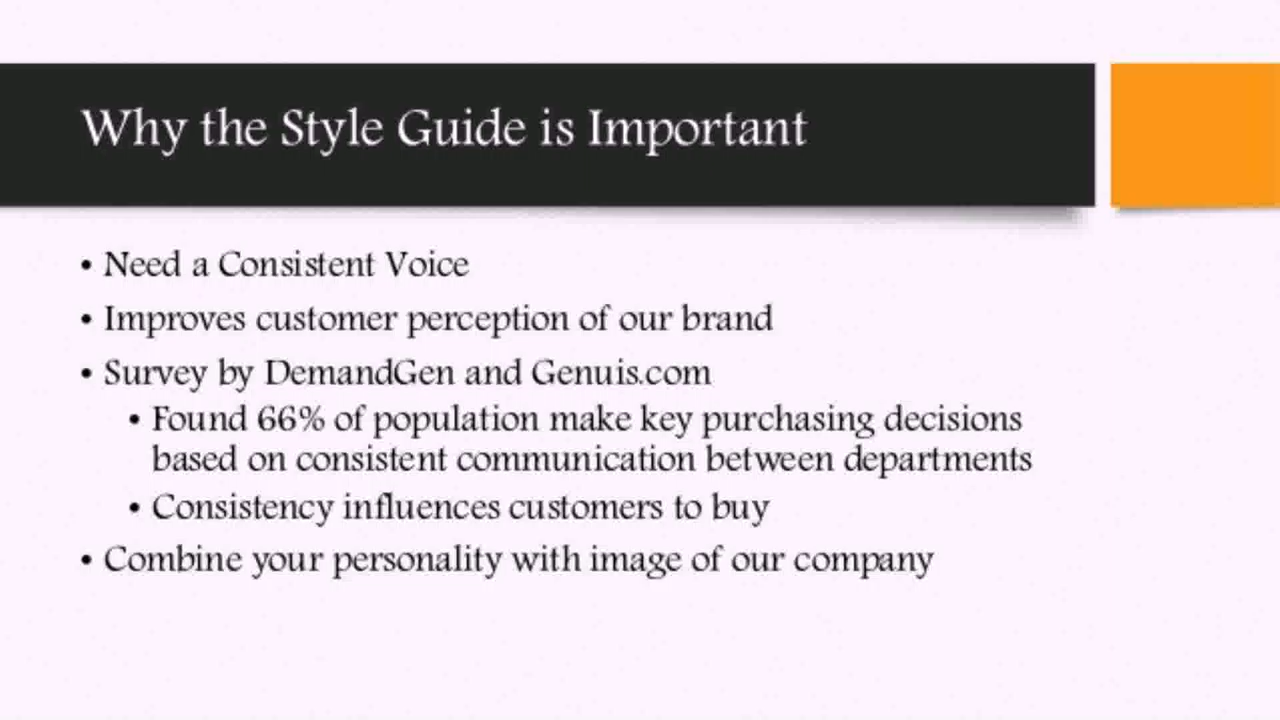 Why the Style Guide is Important
• Need a Consistent Voice
• Improves customer perception of our brand
• Survey by DemandGen and Genuis.com
• Found 66% of population make key purchasing decisions
based on consistent communication between departments
• Consistency influences customers to buy
• Combine your personality with image of our company